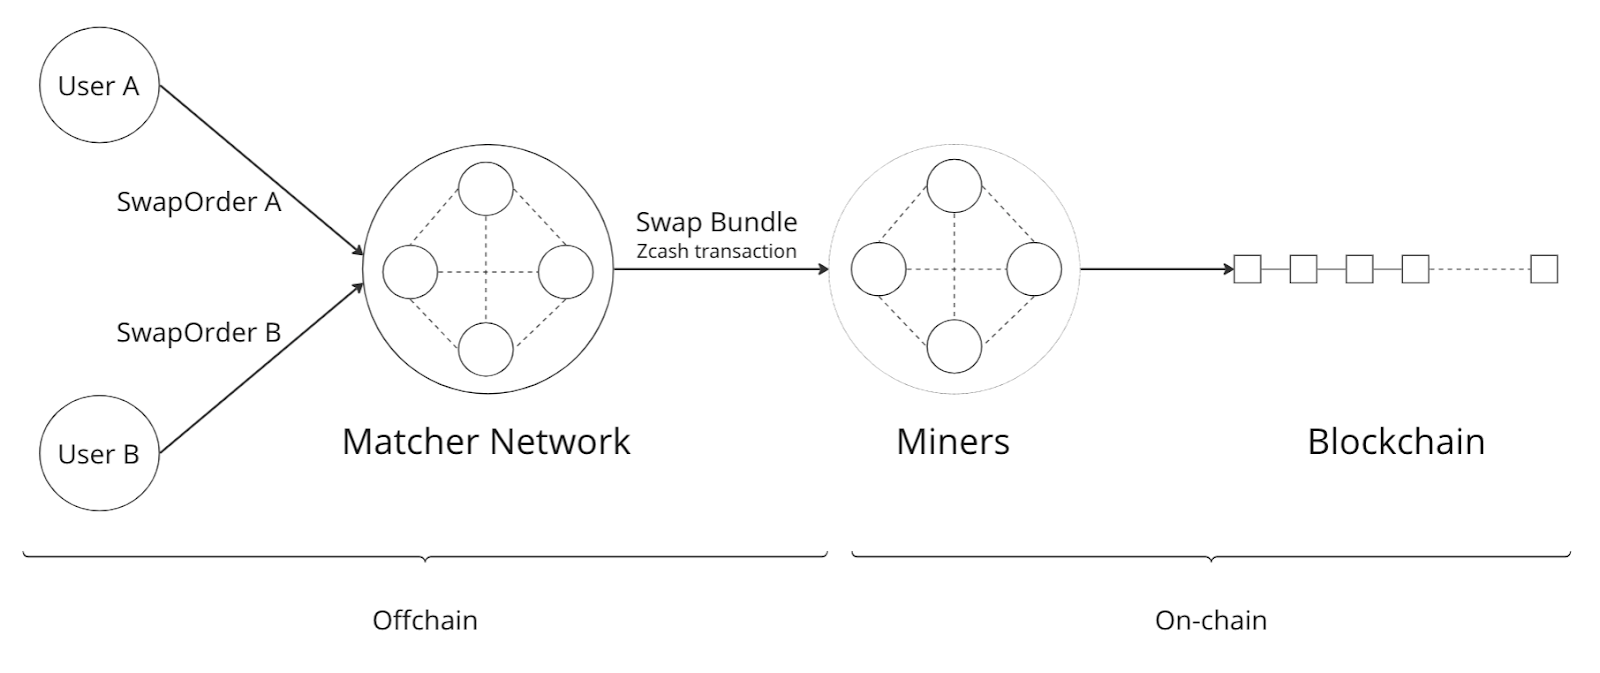 User A
SwapOrder A
SwapOrder B
User B
Swap Bundle
Zcash transaction
Matcher Network
Miners
Blockchain
Offchain
On-chain